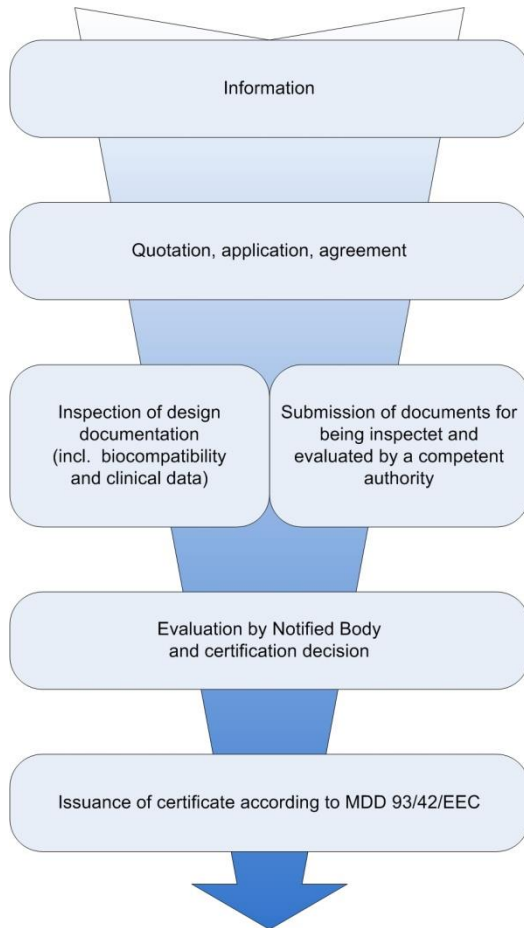 Information
Quotation, application, agreement
Inspection of design
documentation
(incl.  biocompatibility
and clinical data)
Submission of documents for
being inspectet and
evaluated by a competent
authority
Evaluation by Notified Body
and certification decision
Issuance of certificate according to MDD 93/42/EEC